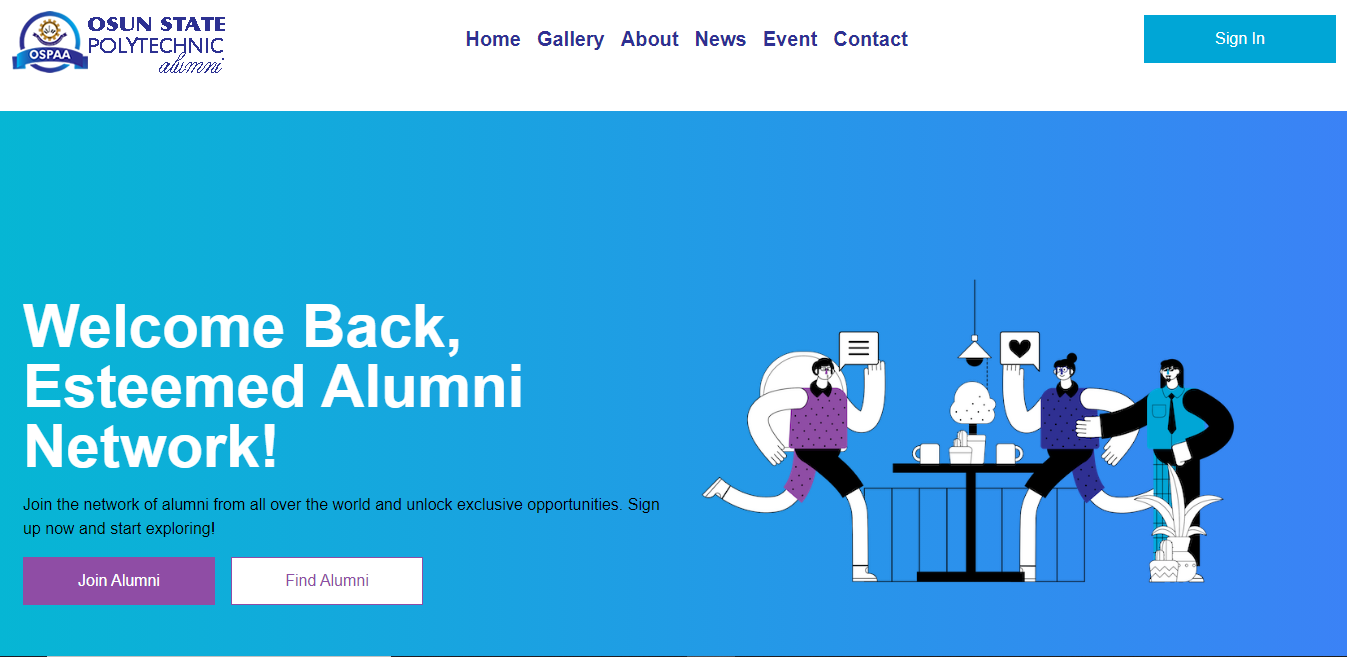 OSPAA
OSUN STATE
POLYTECHNIC
alumni
Home Gallery About News Event Contact
Sign In
Welcome Back,
Esteemed Alumni
Network!
Join the network of alumni from all over the world and unlock exclusive opportunities. Sign
up now and start exploring!
Join Alumni Find Alumni